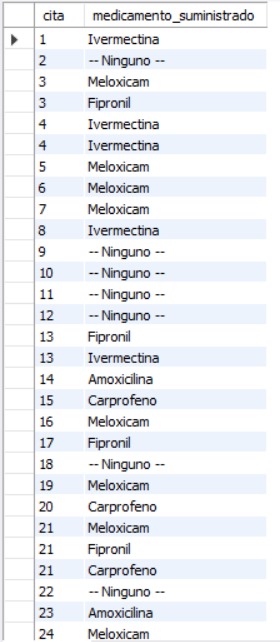 cita medicamento_suministrado
1 Ivermectina
2 -- Ninguno --
3 Meloxicam
3 Fipronil
4 Ivermectina
4 Ivermectina
5 Meloxicam
6 Meloxicam
7 Meloxicam
8 Ivermectina
9 -- Ninguno --
10 -- Ninguno --
11 -- Ninguno --
12 -- Ninguno --
13 Fipronil
13 Ivermectina
14 Amoxicilina
15 Carprofeno
16 Meloxicam
17 Fipronil
18 -- Ninguno --
19 Meloxicam
20 Carprofeno
21 Meloxicam
21 Fipronil
21 Carprofeno
22 -- Ninguno --
23 Amoxicilina
24 Meloxicam